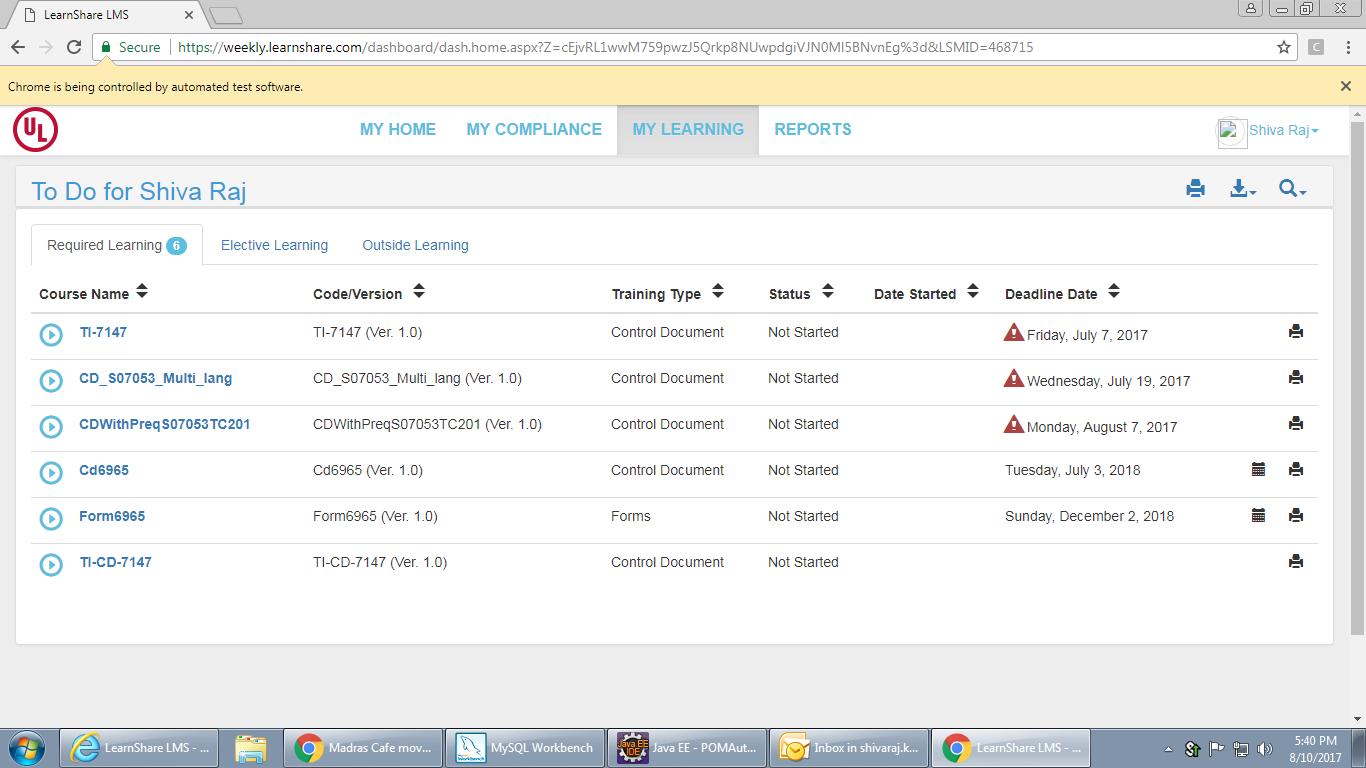 LearnShare LMS
Secure https://weekly.learnshare.com/dashboard/dash.home.aspx?Z=cEjvRL1wwM759pwzJ5Qrkp8NUwpdgiVJN0MI5BNvnEg%3d&LSMID=468715
Chrome is being controlled by automated test software.
UL MY HOME MY COMPLIANCE MY LEARNING REPORTS Shiva Raj
To Do for Shiva Raj
Required Learning 6 Elective Learning Outside Learning
Course Name Code/Version Training Type Status Date Started Deadline Date
TI-7147 TI-7147 (Ver. 1.0) Control Document Not Started Friday, July 7, 2017
CD_S07053_Multi_lang CD_S07053_Multi_lang (Ver. 1.0) Control Document Not Started Wednesday, July 19, 2017
CDWithPreqS07053TC201 CDWithPreqS07053TC201 (Ver. 1.0) Control Document Not Started Monday, August 7, 2017
Cd6965 Cd6965 (Ver. 1.0) Control Document Not Started Tuesday, July 3, 2018
Form6965 Form6965 (Ver. 1.0) Forms Not Started Sunday, December 2, 2018
TI-CD-7147 TI-CD-7147 (Ver. 1.0) Control Document Not Started
LearnShare LMS - ... Madras Cafe mov... MySQL Workbench Java EE - POMAut... Inbox in shivaraj.k... LearnShare LMS - ... 5:40 PM
8/10/2017